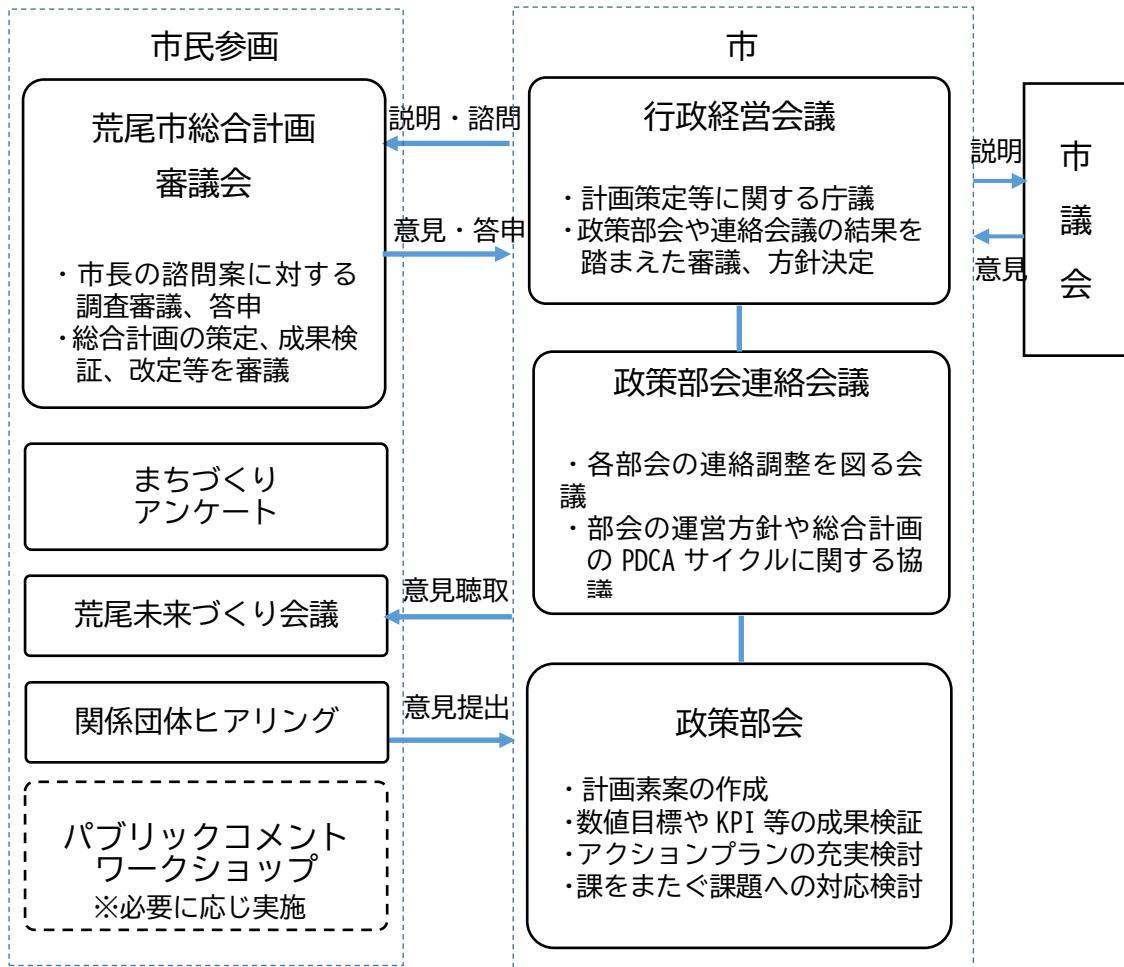 市民参画
荒尾市総合計画
審議会
・市長の諮問案に対する
調査審議、答申
・総合計画の策定、成果検
証、改定等を審議
まちづくり
アンケート
荒尾未来づくり会議
関係団体ヒアリング
パブリックコメント
ワークショップ
※必要に応じ実施
説明・諮問
意見・答申
意見聴取
意見提出
市
行政経営会議
・計画策定等に関する庁議
・政策部会や連絡会議の結果を
踏まえた審議、方針決定
政策部会連絡会議
・各部会の連絡調整を図る会
議
・部会の運営方針や総合計画
の PDCA サイクルに関する協
議
政策部会
・計画素案の作成
・数値目標や KPI 等の成果検証
・アクションプランの充実検討
・課をまたぐ課題への対応検討
説明
意見
市議会